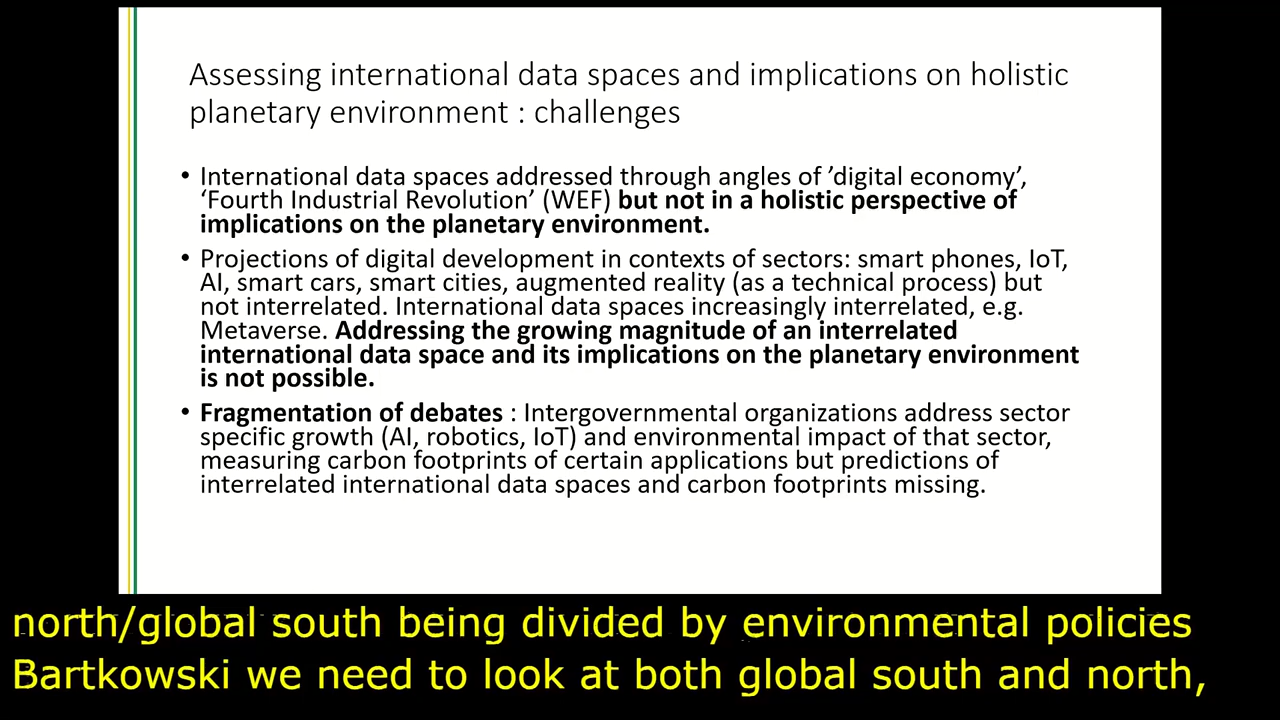 Assessing international data spaces and implications on holistic
planetary environment : challenges
• International data spaces addressed through angles of ’digital economy’,
‘Fourth Industrial Revolution’ (WEF) but not in a holistic perspective of
implications on the planetary environment.
• Projections of digital development in contexts of sectors: smart phones, IoT,
AI, smart cars, smart cities, augmented reality (as a technical process) but
not interrelated. International data spaces increasingly interrelated, e.g.
Metaverse. Addressing the growing magnitude of an interrelated
international data space and its implications on the planetary environment
is not possible.
• Fragmentation of debates : Intergovernmental organizations address sector
specific growth (AI, robotics, IoT) and environmental impact of that sector,
measuring carbon footprints of certain applications but predictions of
interrelated international data spaces and carbon footprints missing.
north/global south being divided by environmental policies
Bartkowski we need to look at both global south and north,